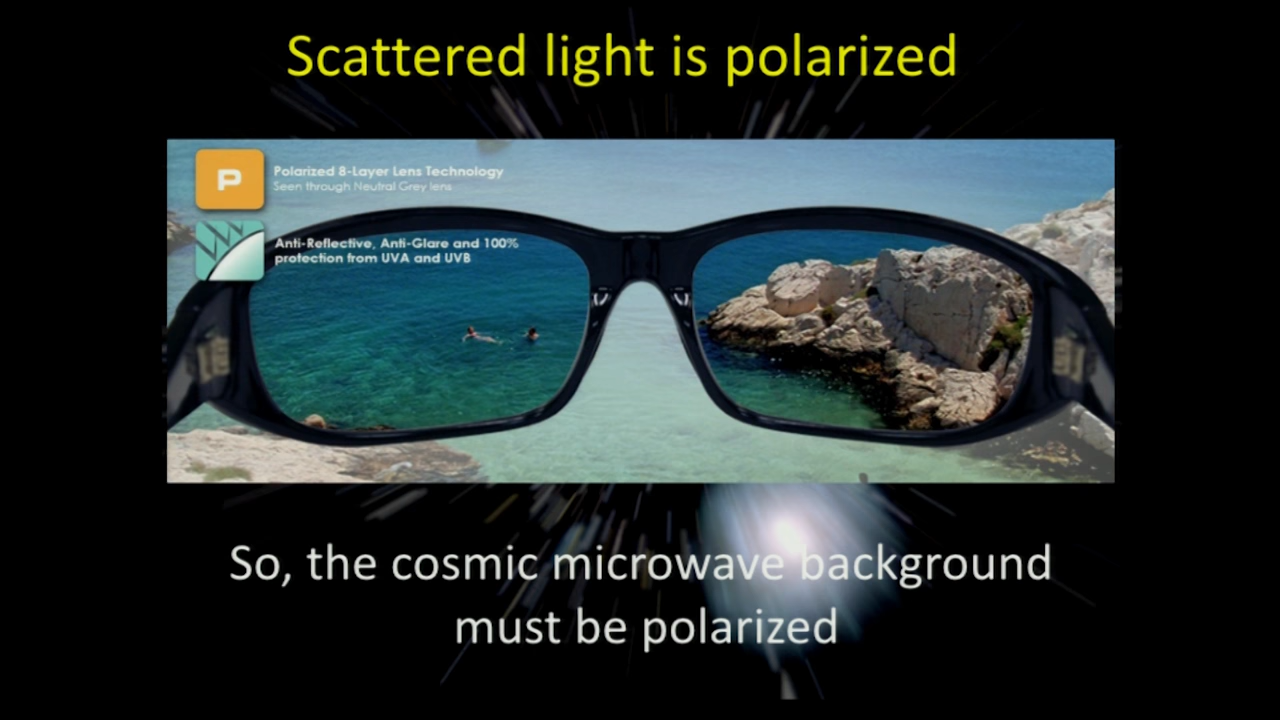 Scattered light is polarized
P
Polarized 8-Layer Lens Technology
Seen through Neutral Grey lens
Anti-Reflective, Anti-Glare and 100%
protection from UVA and UVB
So, the cosmic microwave background
must be polarized